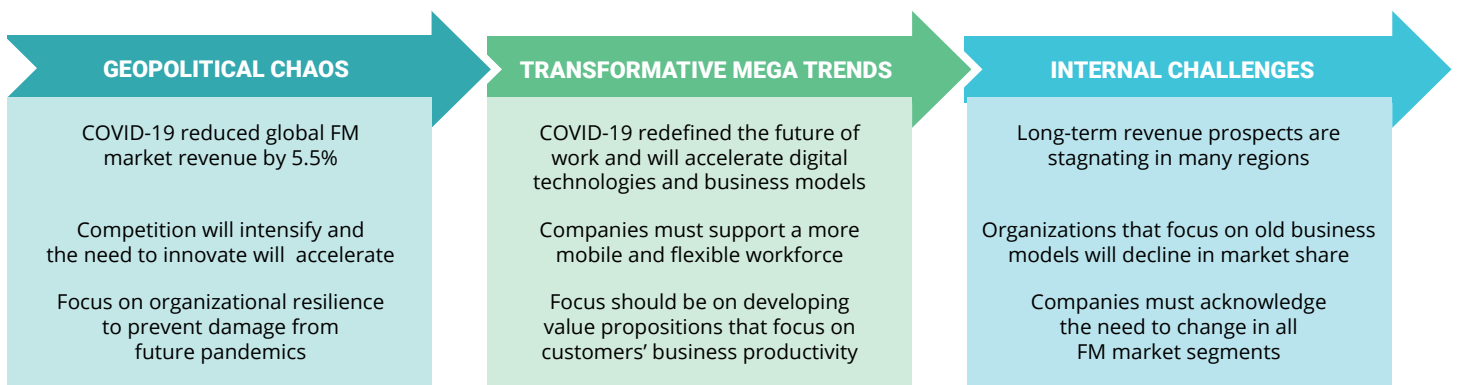 GEOPOLITICAL CHAOS
COVID-19 reduced global FM
market revenue by 5.5%
Competition will intensify and
the need to innovate will accelerate
Focus on organizational resilience
to prevent damage from
future pandemics
TRANSFORMATIVE MEGA TRENDS
COVID-19 redefined the future of
work and will accelerate digital
technologies and business models
Companies must support a more
mobile and flexible workforce
Focus should be on developing
value propositions that focus on
customers’ business productivity
INTERNAL CHALLENGES
Long-term revenue prospects are
stagnating in many regions
Organizations that focus on old business
models will decline in market share
Companies must acknowledge
the need to change in all
FM market segments